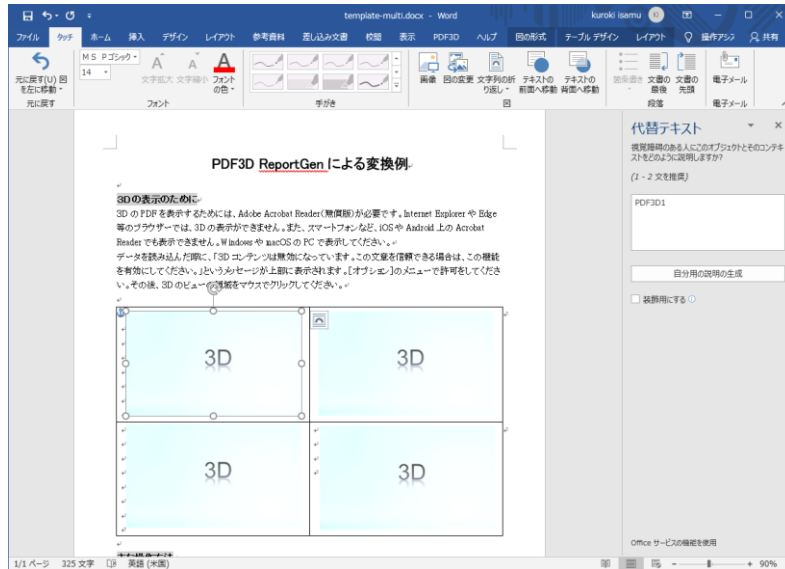 template-multi.docx - Word
kuroki isamu
ファイル タッチ ホーム 挿入 デザイン レイアウト 参考資料 差し込み文書 校閲 表示 PDF3D ヘルプ 図の形式 テーブル デザイン レイアウト 操作アシ 共有
元に戻す(U) 図を左に移動
元に戻す
MS Pゴシック
14
文字拡大 文字縮小 フォントの色
フォント
手書き
画像 図の変更 文字列の折り返し テキストの前面へ移動 テキストの背面へ移動
図
箇条書き 文書の最後 文書の先頭
段落
電子メール
電子メール
PDF3D ReportGen による変換例
3Dの表示のために
3D の PDF を表示するためには、Adobe Acrobat Reader(無償版)が必要です。Internet Explorer や Edge
等のブラウザーでは、3D の表示ができません。また、スマートフォンなど、iOS や Android 上の Acrobat
Reader でも表示できません。Windows や macOS の PC で表示してください。
データを読み込んだ際に、「3D コンテンツは無効になっています。この文章を信頼できる場合は、この機能
を有効にしてください。」というメッセージが上部に表示されます。[オプション]のメニューで許可をしてくださ
い。その後、3D のビューの領域をマウスでクリックしてください。
3D
3D
3D
3D
代替テキスト
視覚障碍のある人にこのオブジェクトとそのコンテキ
ストをどのように説明しますか?
(1 - 2 文を推奨)
PDF3D1
自分用の説明の生成
装飾用にする
Office サービスの機能を使用
1/1 ページ 325 文字 英語 (米国)
90%